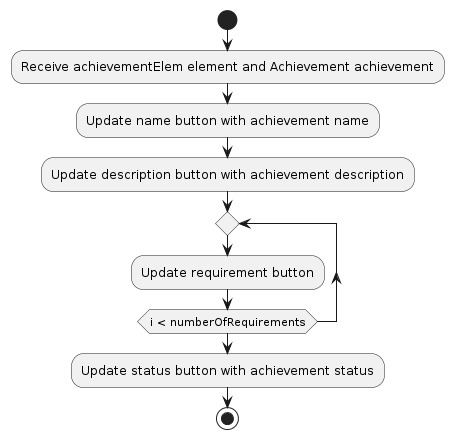 Receive achievementElem element and Achievement achievement
Update name button with achievement name
Update description button with achievement description
Update requirement button
i < numberOfRequirements
Update status button with achievement status